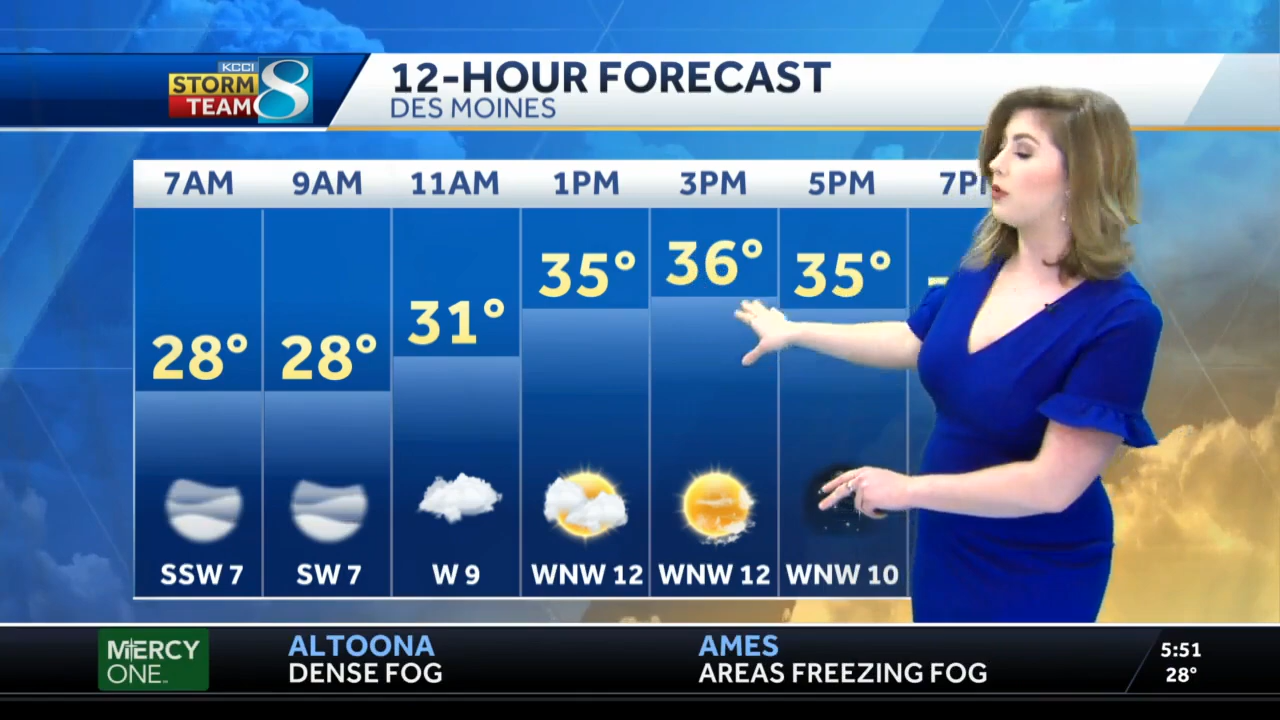 KCCI
STORM
TEAM 8
12-HOUR FORECAST
DES MOINES
7AM 9AM 11AM 1PM 3PM 5PM
28° 28° 31° 35° 36° 35°
SSW 7 SW 7 W 9 WNW 12 WNW 12 WNW 10
MERCY
ONE
ALTOONA
DENSE FOG
AMES
AREAS FREEZING FOG
5:51
28°